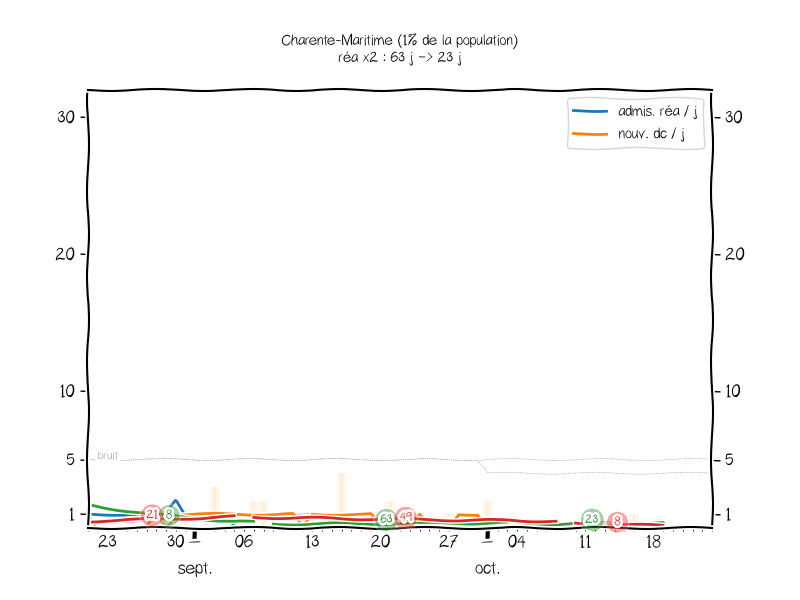 Charente-Maritime (1% de la population)
réa x2 : 63 j -> 23 j
admis. réa / j
nouv. dc / j
30 30
20 20
10 10
5 bruit 5
1 21 8 63 49 23 8 1
23 30 06 13 20 27 04 11 18
sept. oct.